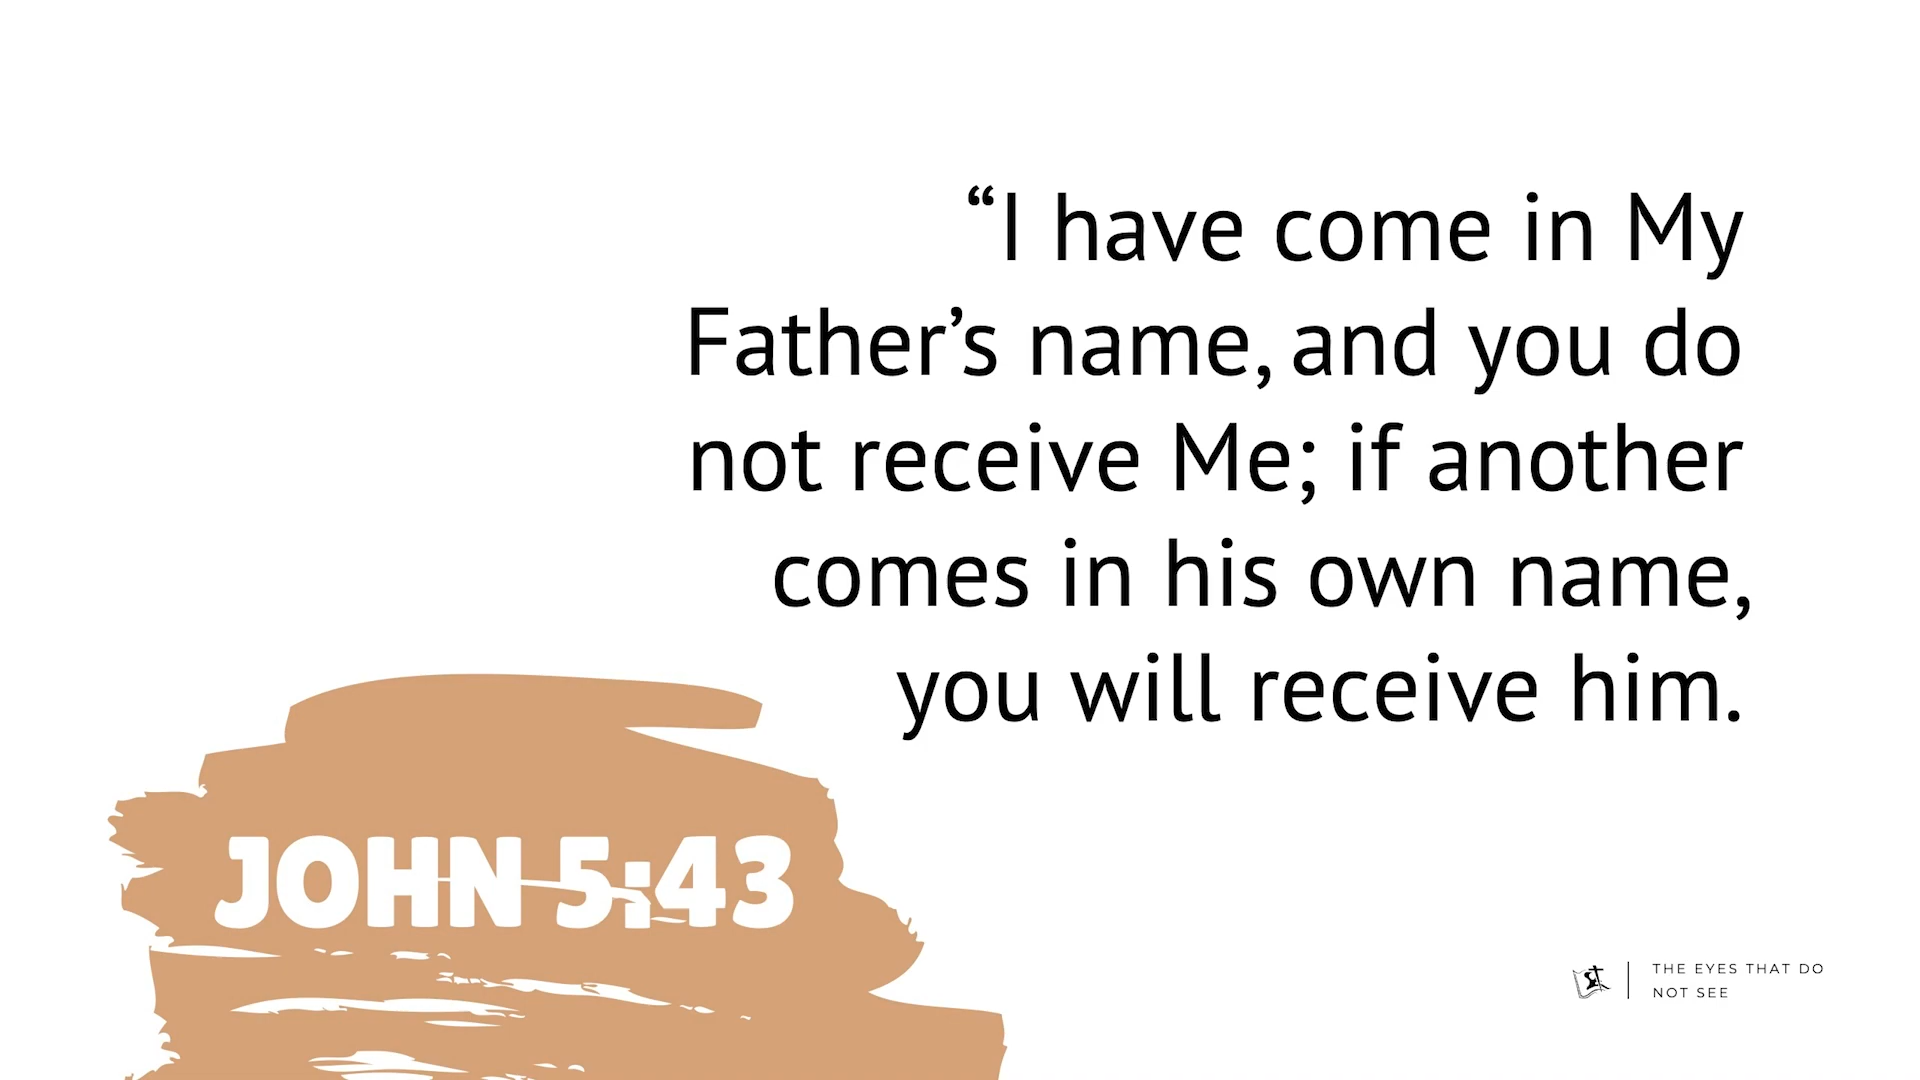 “I have come in My
Father’s name, and you do
not receive Me; if another
comes in his own name,
you will receive him.
JOHN 5:43
THE EYES THAT DO
NOT SEE